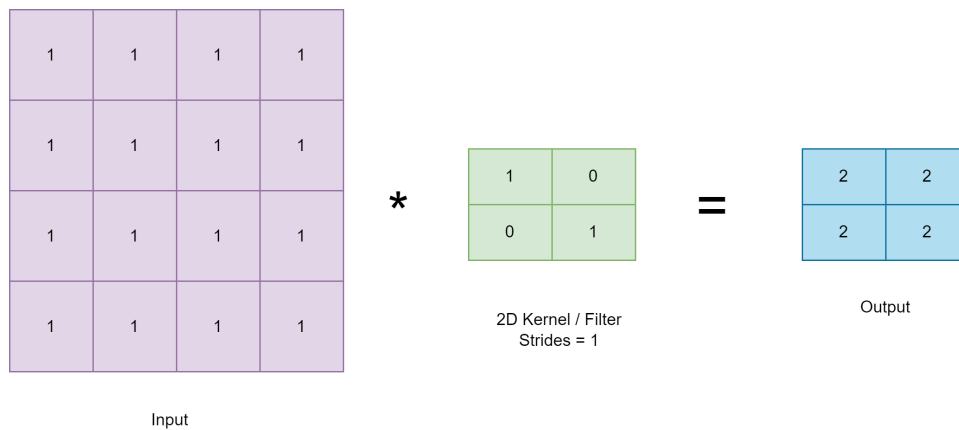 1 1 1 1
1 1 1 1
1 1 1 1
1 1 1 1
Input
*
1 0
0 1
2D Kernel / Filter
Strides = 1
=
2 2
2 2
Output